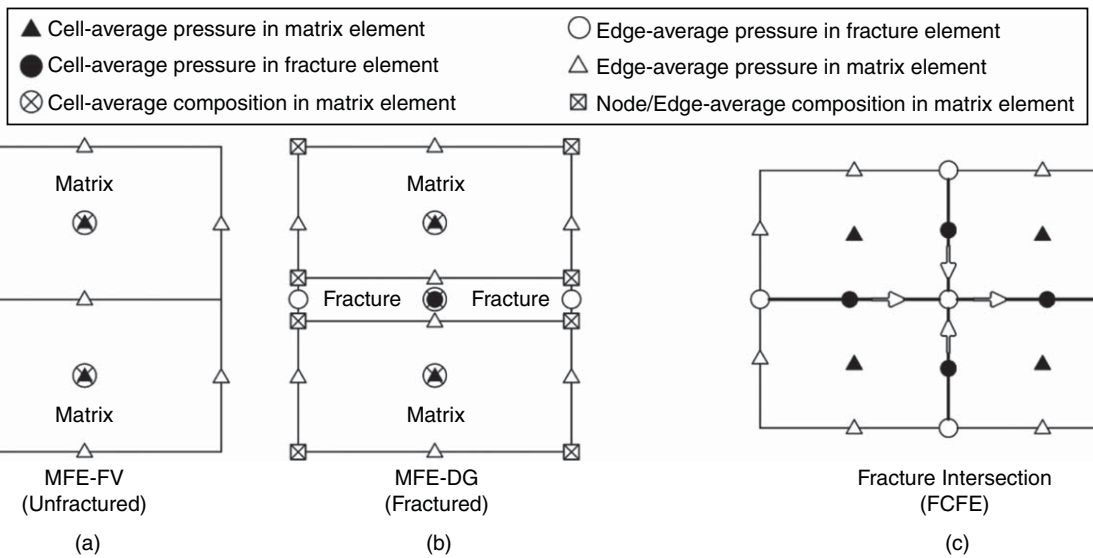 Cell-average pressure in matrix element
Edge-average pressure in fracture element
Cell-average pressure in fracture element
Edge-average pressure in matrix element
Cell-average composition in matrix element
Node/Edge-average composition in matrix element
Matrix
Matrix
MFE-FV
(Unfractured)
(a)
Matrix
Fracture
Fracture
Matrix
MFE-DG
(Fractured)
(b)
Fracture Intersection
(FCFE)
(c)